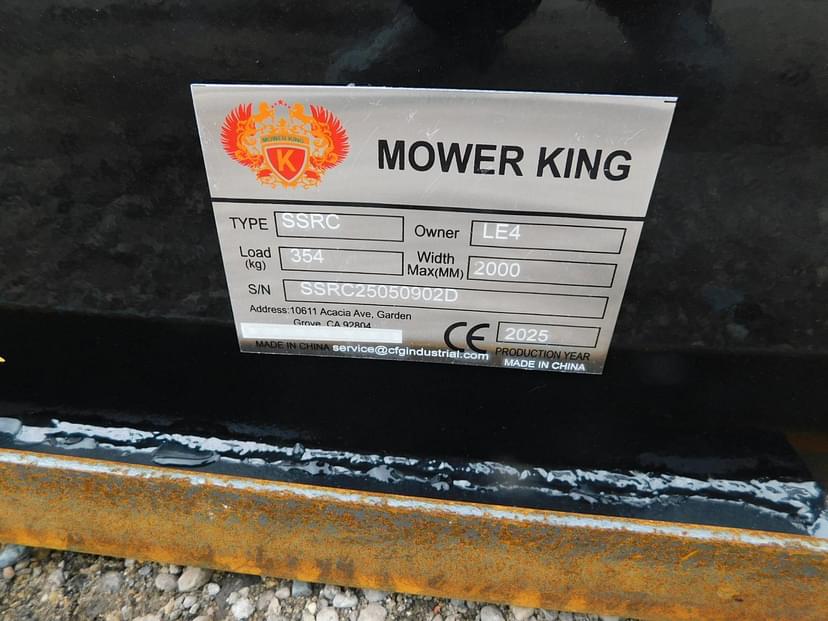 MOWER KING
K
MOWER KING
TYPE SSRC Owner LE4
Load (kg) 354 Width Max(MM) 2000
S/N SSRC25050902D
Address:10611 Acacia Ave, Garden
Grove, CA 92804
CE 2025
MADE IN CHINA service@cfgindustrial.com PRODUCTION YEAR
MADE IN CHINA